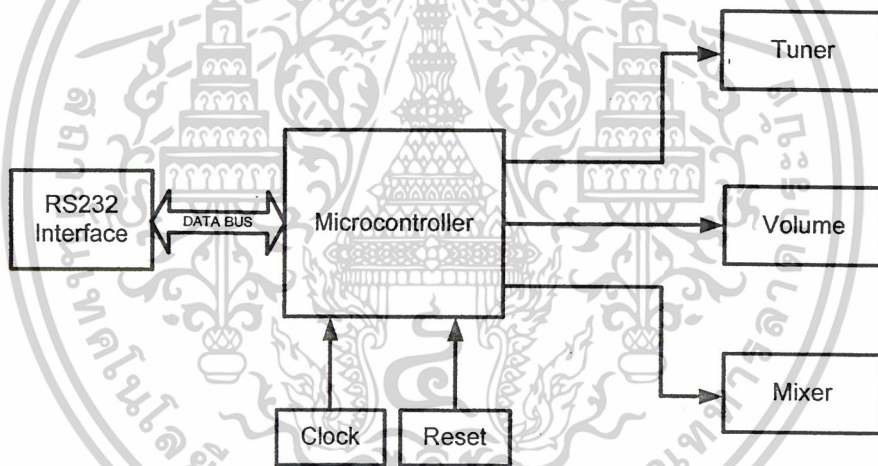 Tuner
RS232
Interface
DATA BUS
Microcontroller
Volume
Mixer
Clock
Reset